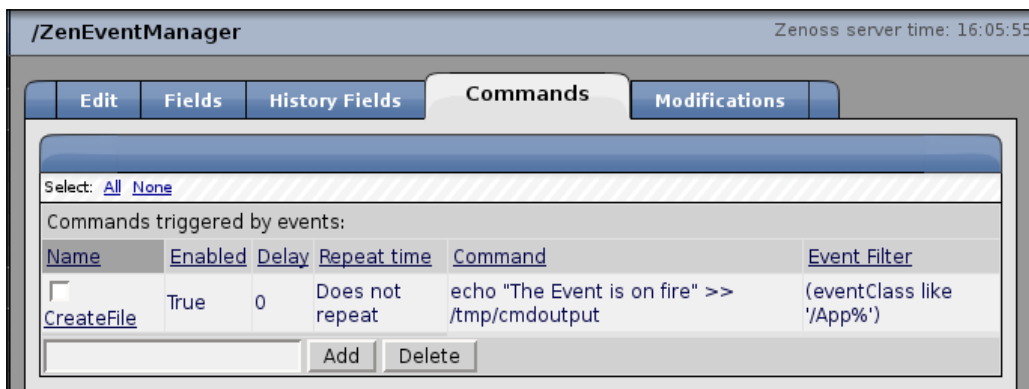 /ZenEventManager Zenoss server time: 16:05:55
Edit Fields History Fields Commands Modifications
Select: All None
Commands triggered by events:
Name Enabled Delay Repeat time Command Event Filter
CreateFile True 0 Does not repeat echo "The Event is on fire" >> /tmp/cmdoutput (eventClass like '/App%')
Add Delete